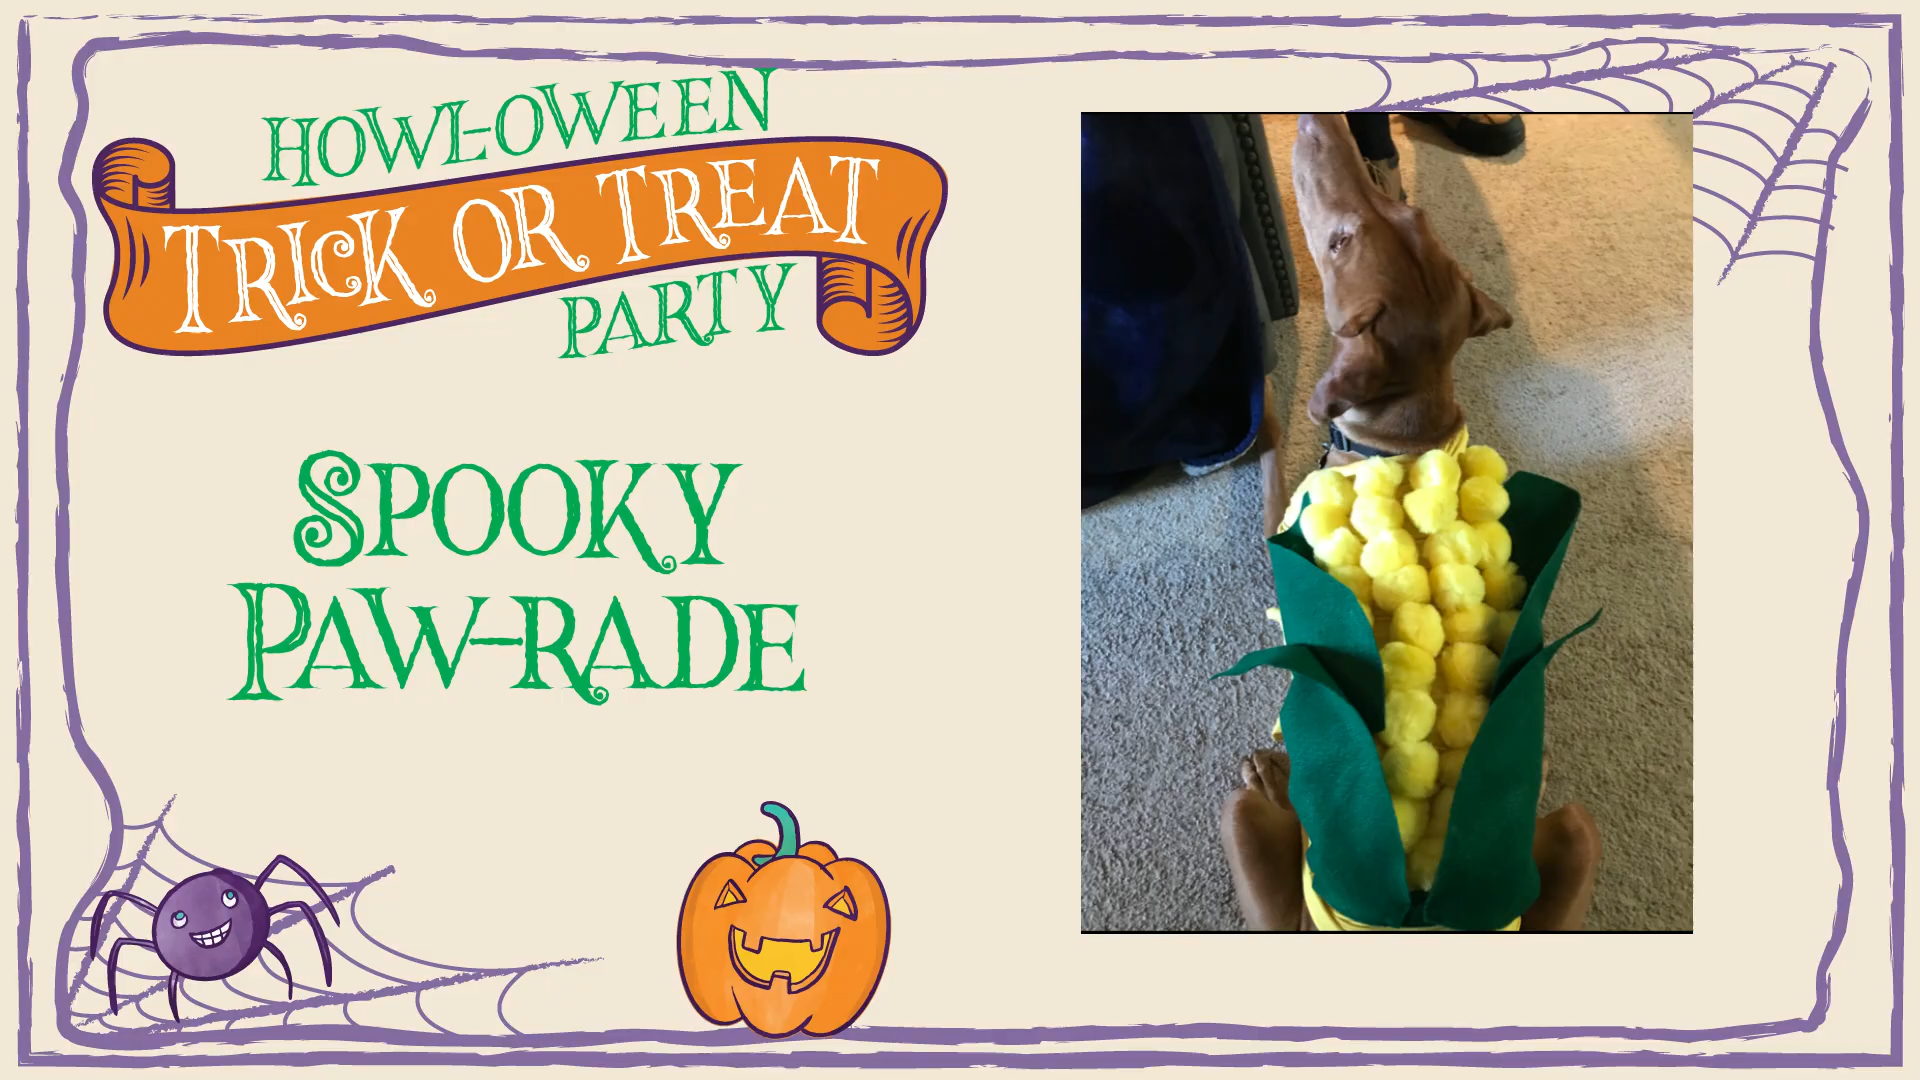 HOWL-OWEEN
TRICK OR TREAT
PARTY
SPOOKY
PAW-RADE